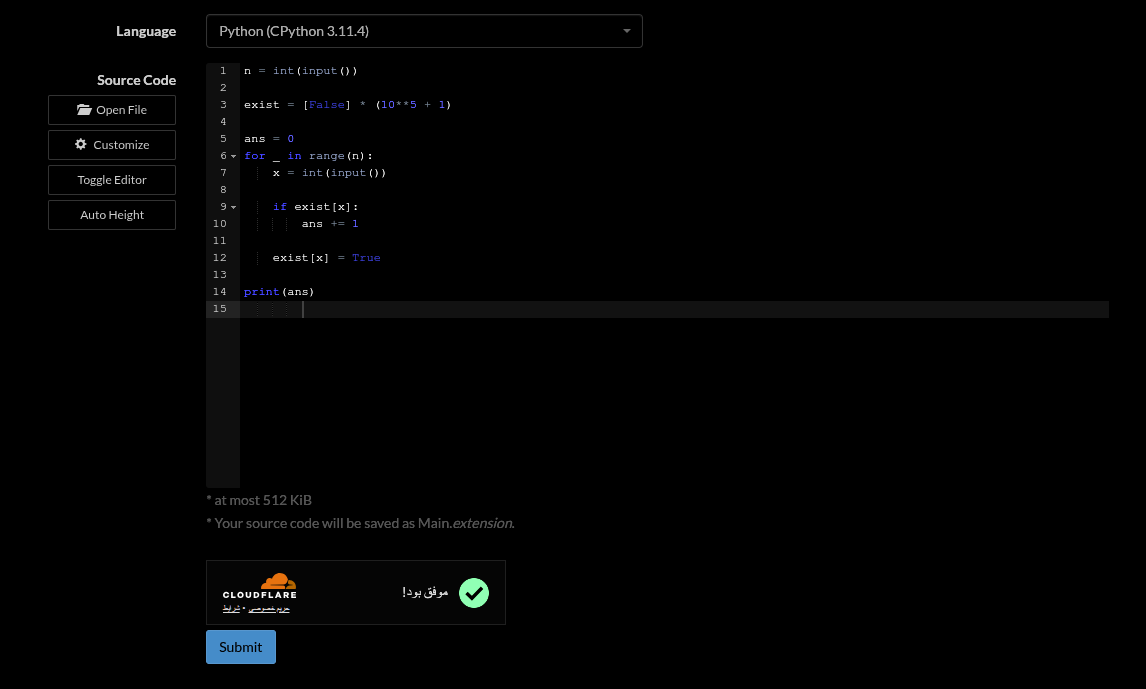 Language
Python (CPython 3.11.4)
Source Code
Open File
Customize
Toggle Editor
Auto Height
1 n = int(input())
2
3 exist = [False] * (10**5 + 1)
4
5 ans = 0
6 for _ in range(n):
7 x = int(input())
8
9 if exist[x]:
10 ans += 1
11
12 exist[x] = True
13
14 print(ans)
15
* at most 512 KiB
* Your source code will be saved as Main.extension.
CLOUDFLARE
موفق بود!
حریم خصوصی • شرایط
Submit